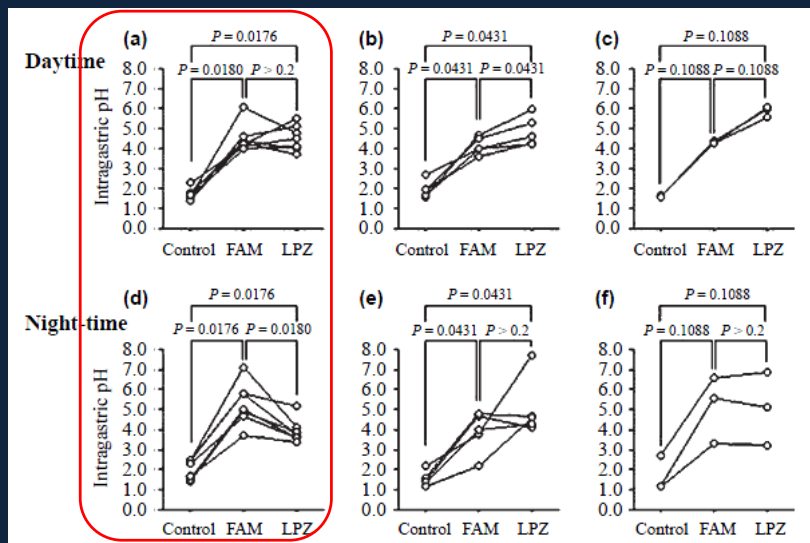 Daytime
(a)
P = 0.0176
P = 0.0180 P > 0.2
Intragastric pH
8.0
7.0
6.0
5.0
4.0
3.0
2.0
1.0
0.0
Control FAM LPZ
(b)
P = 0.0431
P = 0.0431 P = 0.0431
8.0
7.0
6.0
5.0
4.0
3.0
2.0
1.0
0.0
Control FAM LPZ
(c)
P = 0.1088
P = 0.1088 P = 0.1088
8.0
7.0
6.0
5.0
4.0
3.0
2.0
1.0
0.0
Control FAM LPZ
Night-time
(d)
P = 0.0176
P = 0.0176 P = 0.0180
Intragastric pH
8.0
7.0
6.0
5.0
4.0
3.0
2.0
1.0
0.0
Control FAM LPZ
(e)
P = 0.0431
P = 0.0431 P > 0.2
8.0
7.0
6.0
5.0
4.0
3.0
2.0
1.0
0.0
Control FAM LPZ
(f)
P = 0.1088
P = 0.1088 P > 0.2
8.0
7.0
6.0
5.0
4.0
3.0
2.0
1.0
0.0
Control FAM LPZ